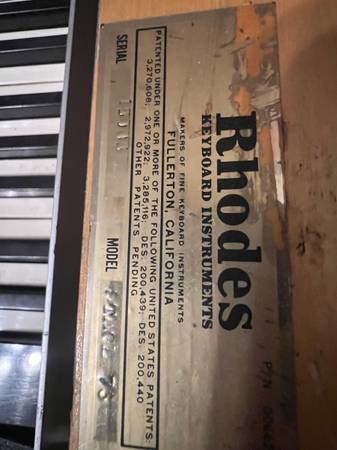 Rhodes
KEYBOARD INSTRUMENTS
MAKERS OF FINE KEYBOARD INSTRUMENTS
FULLERTON, CALIFORNIA
PATENTED UNDER ONE OR MORE OF THE FOLLOWING UNITED STATES PATENTS
3,270,608; 2,972,922; 3,285,116; DES. 200,439; DES. 200,440
OTHER PATENTS PENDING
SERIAL
MODEL
P/N